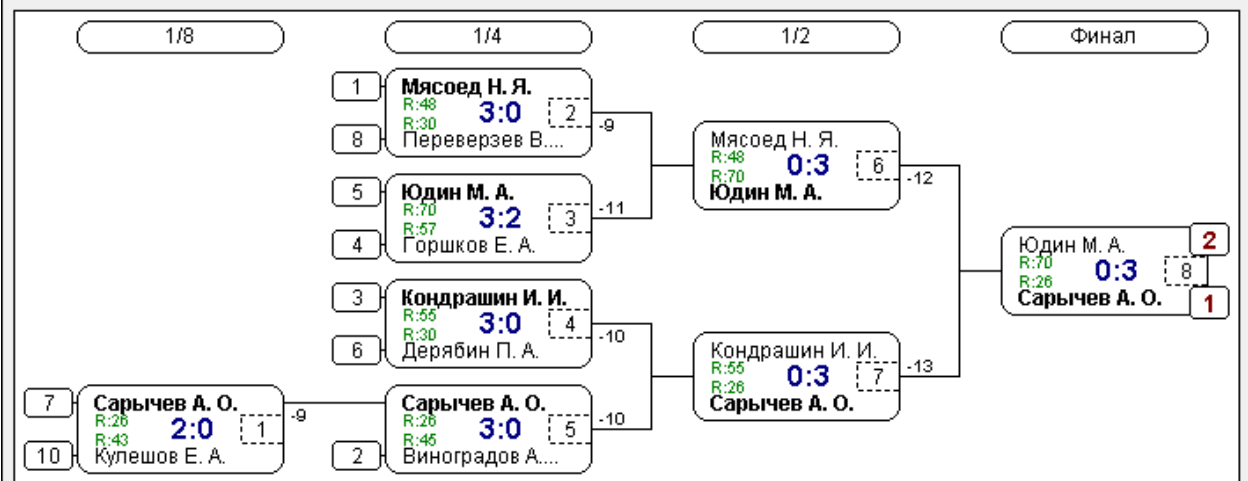 1/8
1/4
1/2
Финал
1
Мясоед Н. Я.
R:48
3:0
2
R:30
8
Переверзев В....
-9
5
Юдин М. А.
R:70
3:2
3
R:57
4
Горшков Е. А.
-11
3
Кондрашин И. И.
R:55
3:0
4
R:30
6
Дерябин П. А.
-10
7
Сарычев А. О.
R:26
2:0
1
R:43
10
Кулешов Е. А.
-9
Сарычев А. О.
R:26
3:0
5
R:45
2
Виноградов А....
-10
Мясоед Н. Я.
R:48
0:3
6
R:70
Юдин М. А.
-12
Кондрашин И. И.
R:55
0:3
7
R:26
Сарычев А. О.
-13
Юдин М. А.
2
R:70
0:3
8
R:26
Сарычев А. О.
1